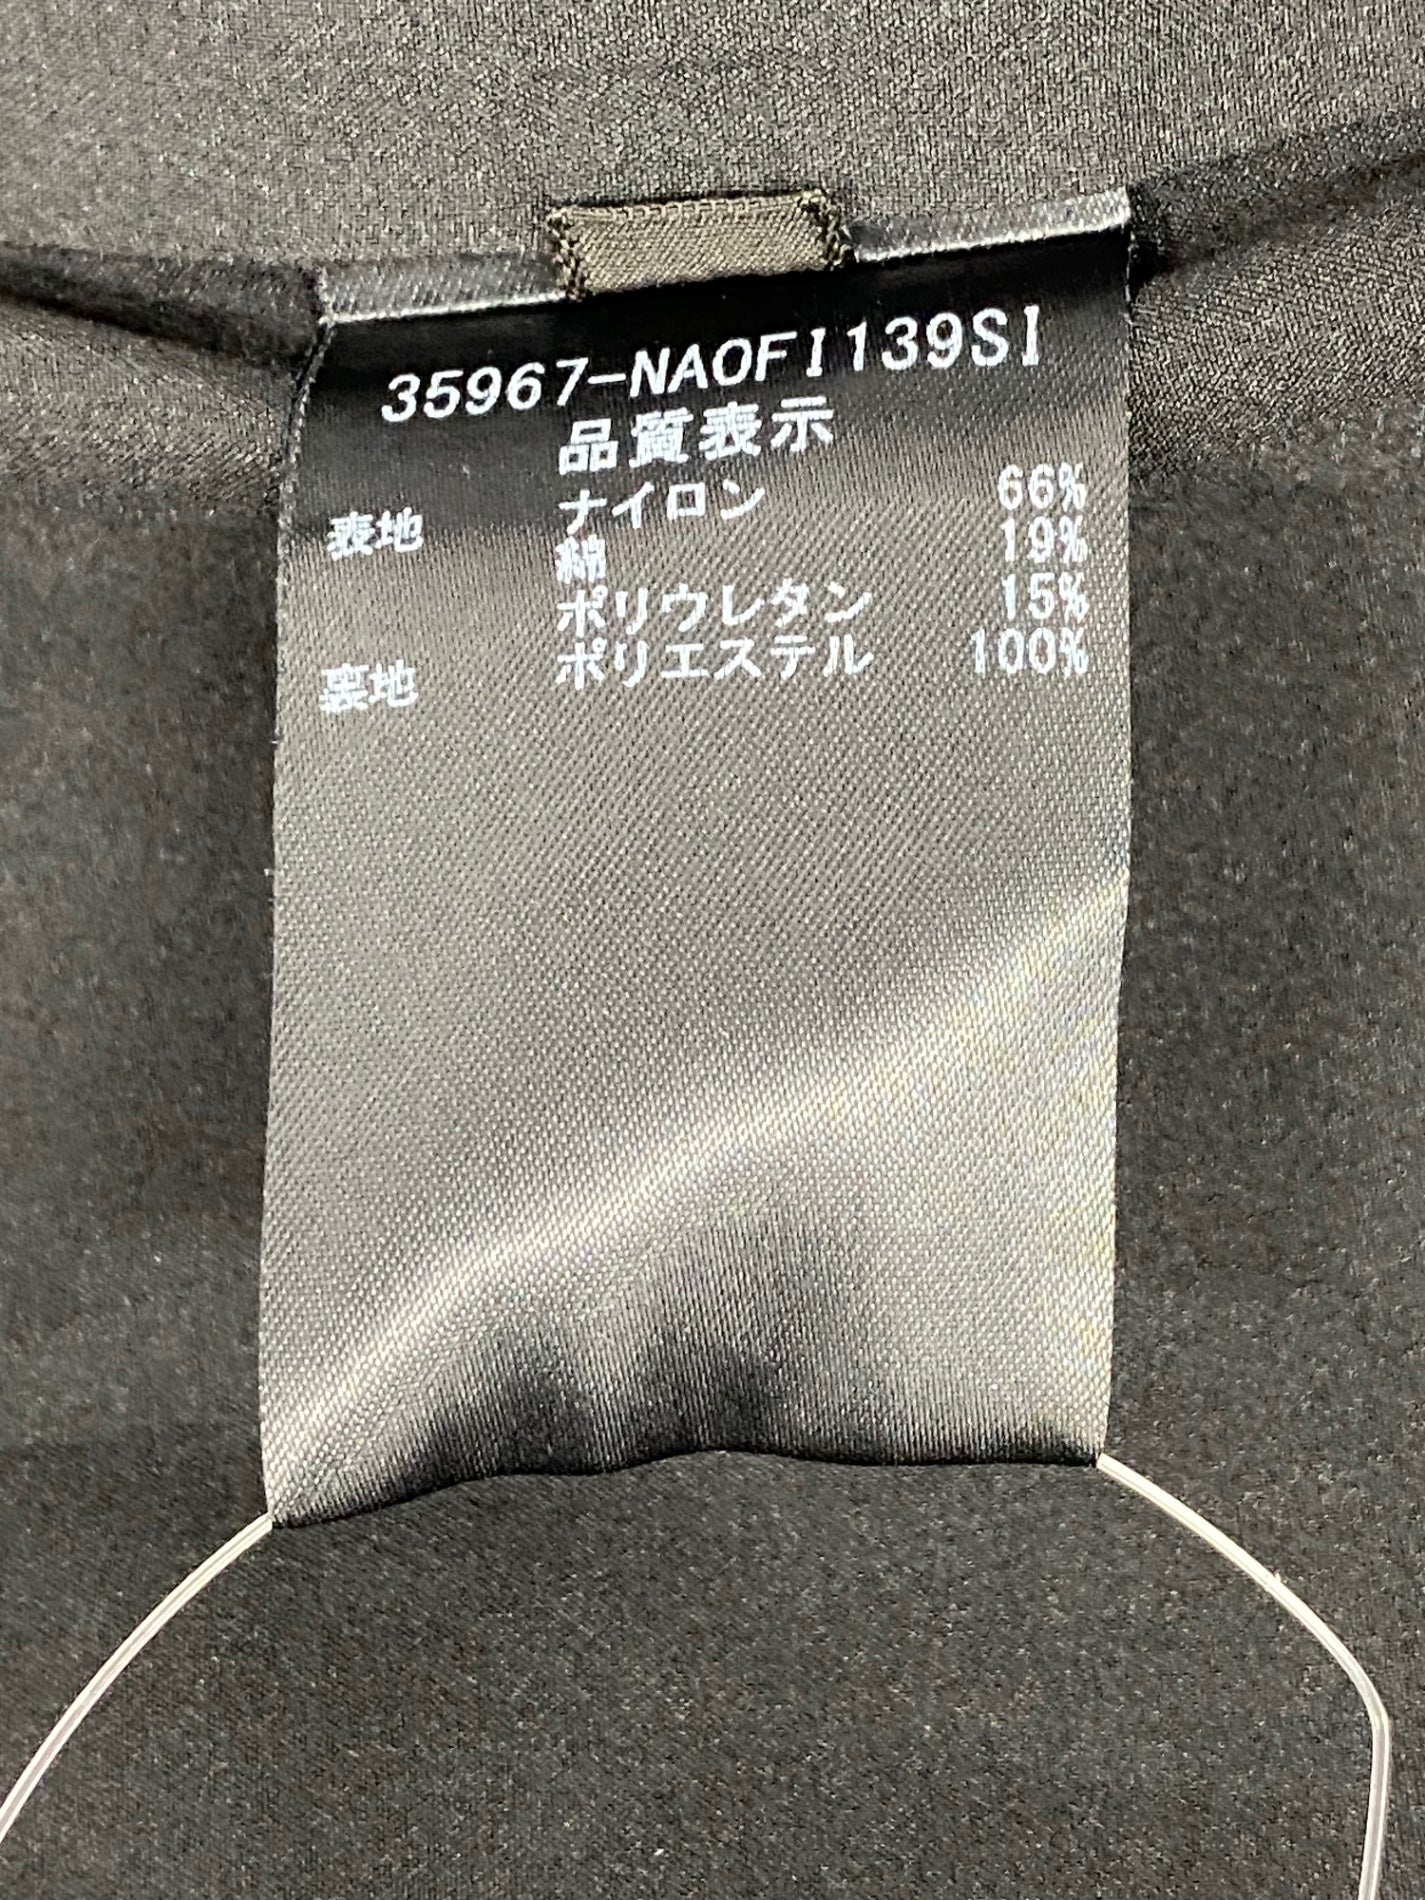 35967-NAOFI139SI
品質表示
表地 ナイロン 66%
綿 19%
ポリウレタン 15%
裏地 ポリエステル 100%